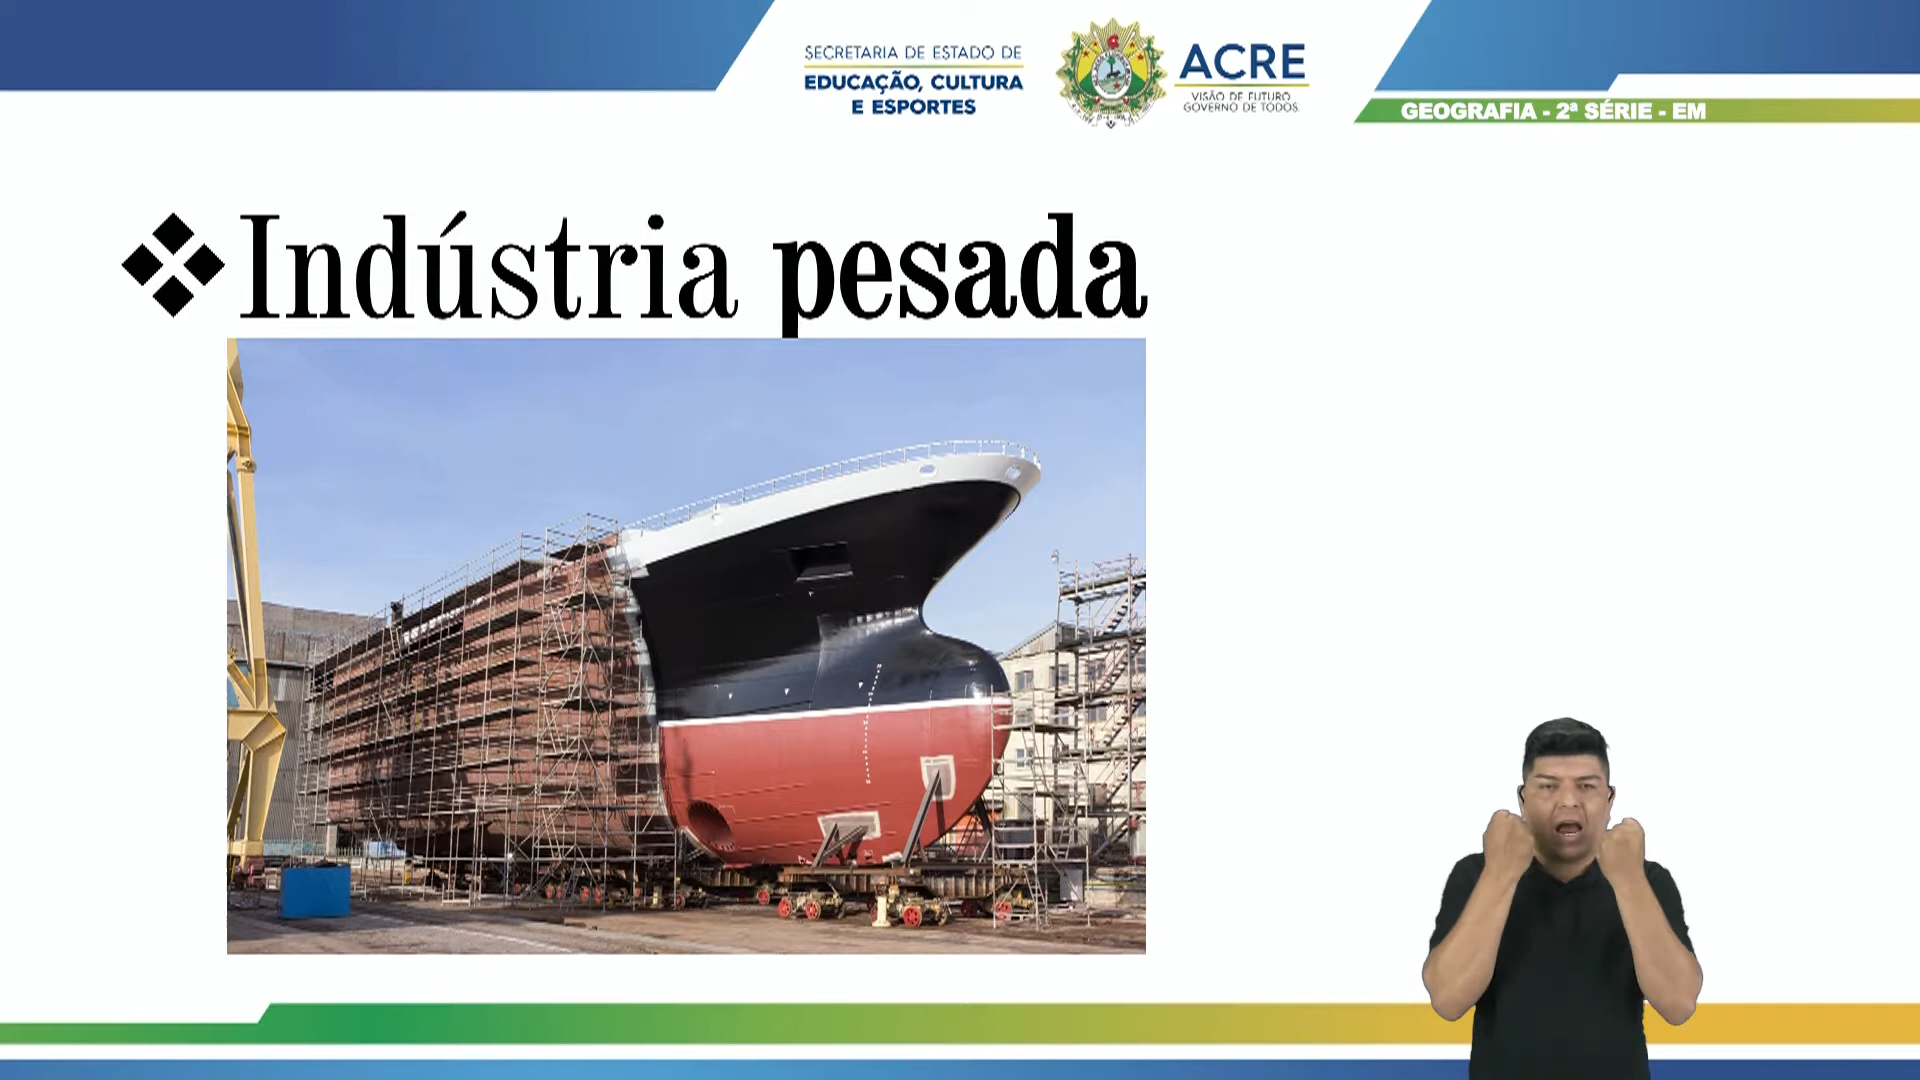 SECRETARIA DE ESTADO DE
EDUCAÇÃO, CULTURA
E ESPORTES
ACRE
VISÃO DE FUTURO
GOVERNO DE TODOS
GEOGRAFIA - 2ª SÉRIE - EM
❖Indústria pesada